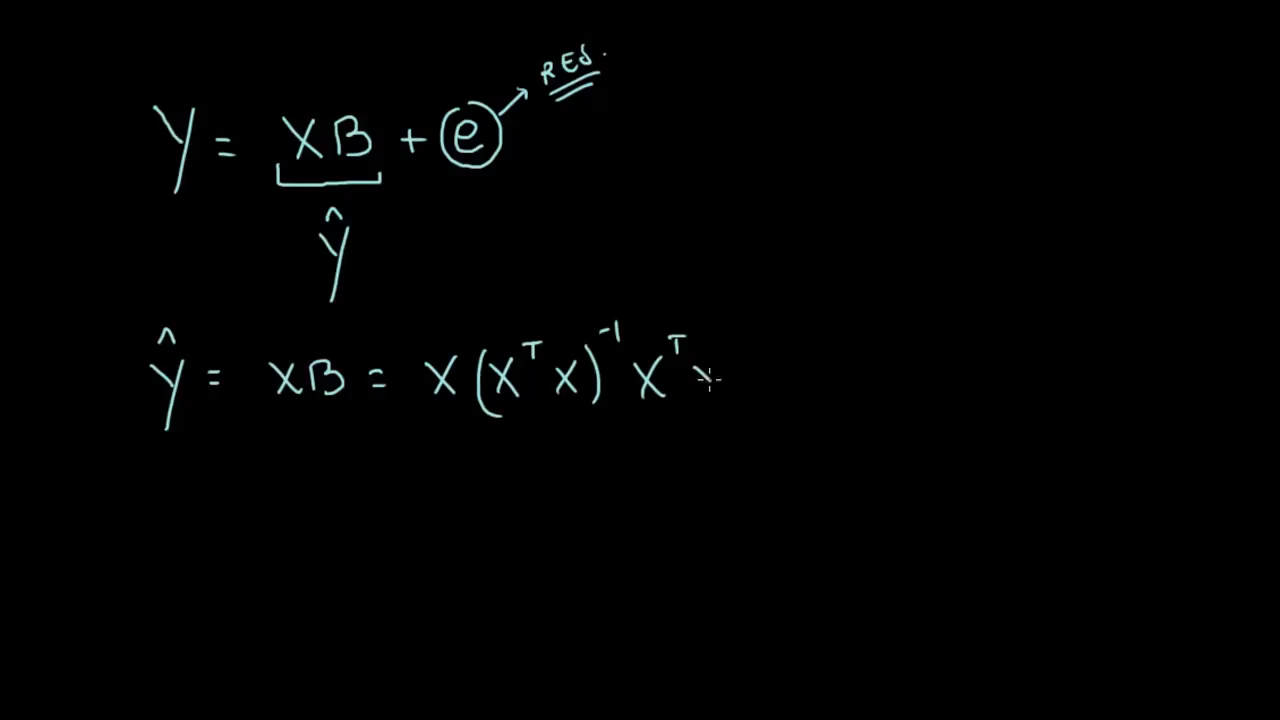 RES.
Y = XB + e
Ŷ
Ŷ = XB = X(XᵀX)⁻¹Xᵀ